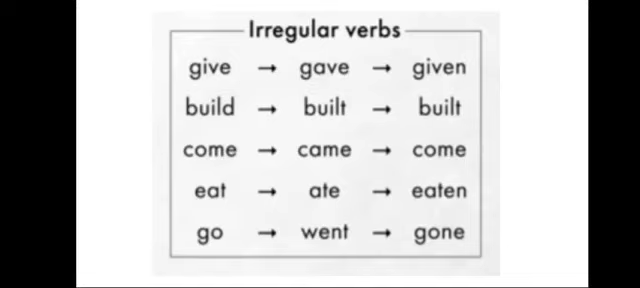 Irregular verbs
give → gave → given
build → built → built
come → came → come
eat → ate → eaten
go → went → gone